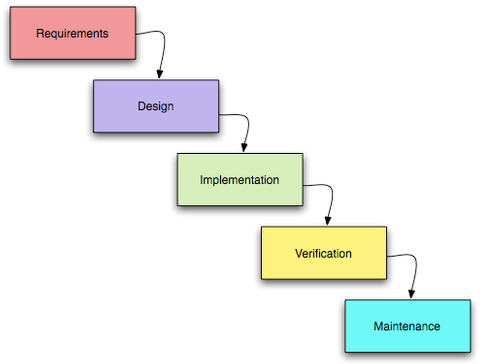 Requirements
Design
Implementation
Verification
Maintenance